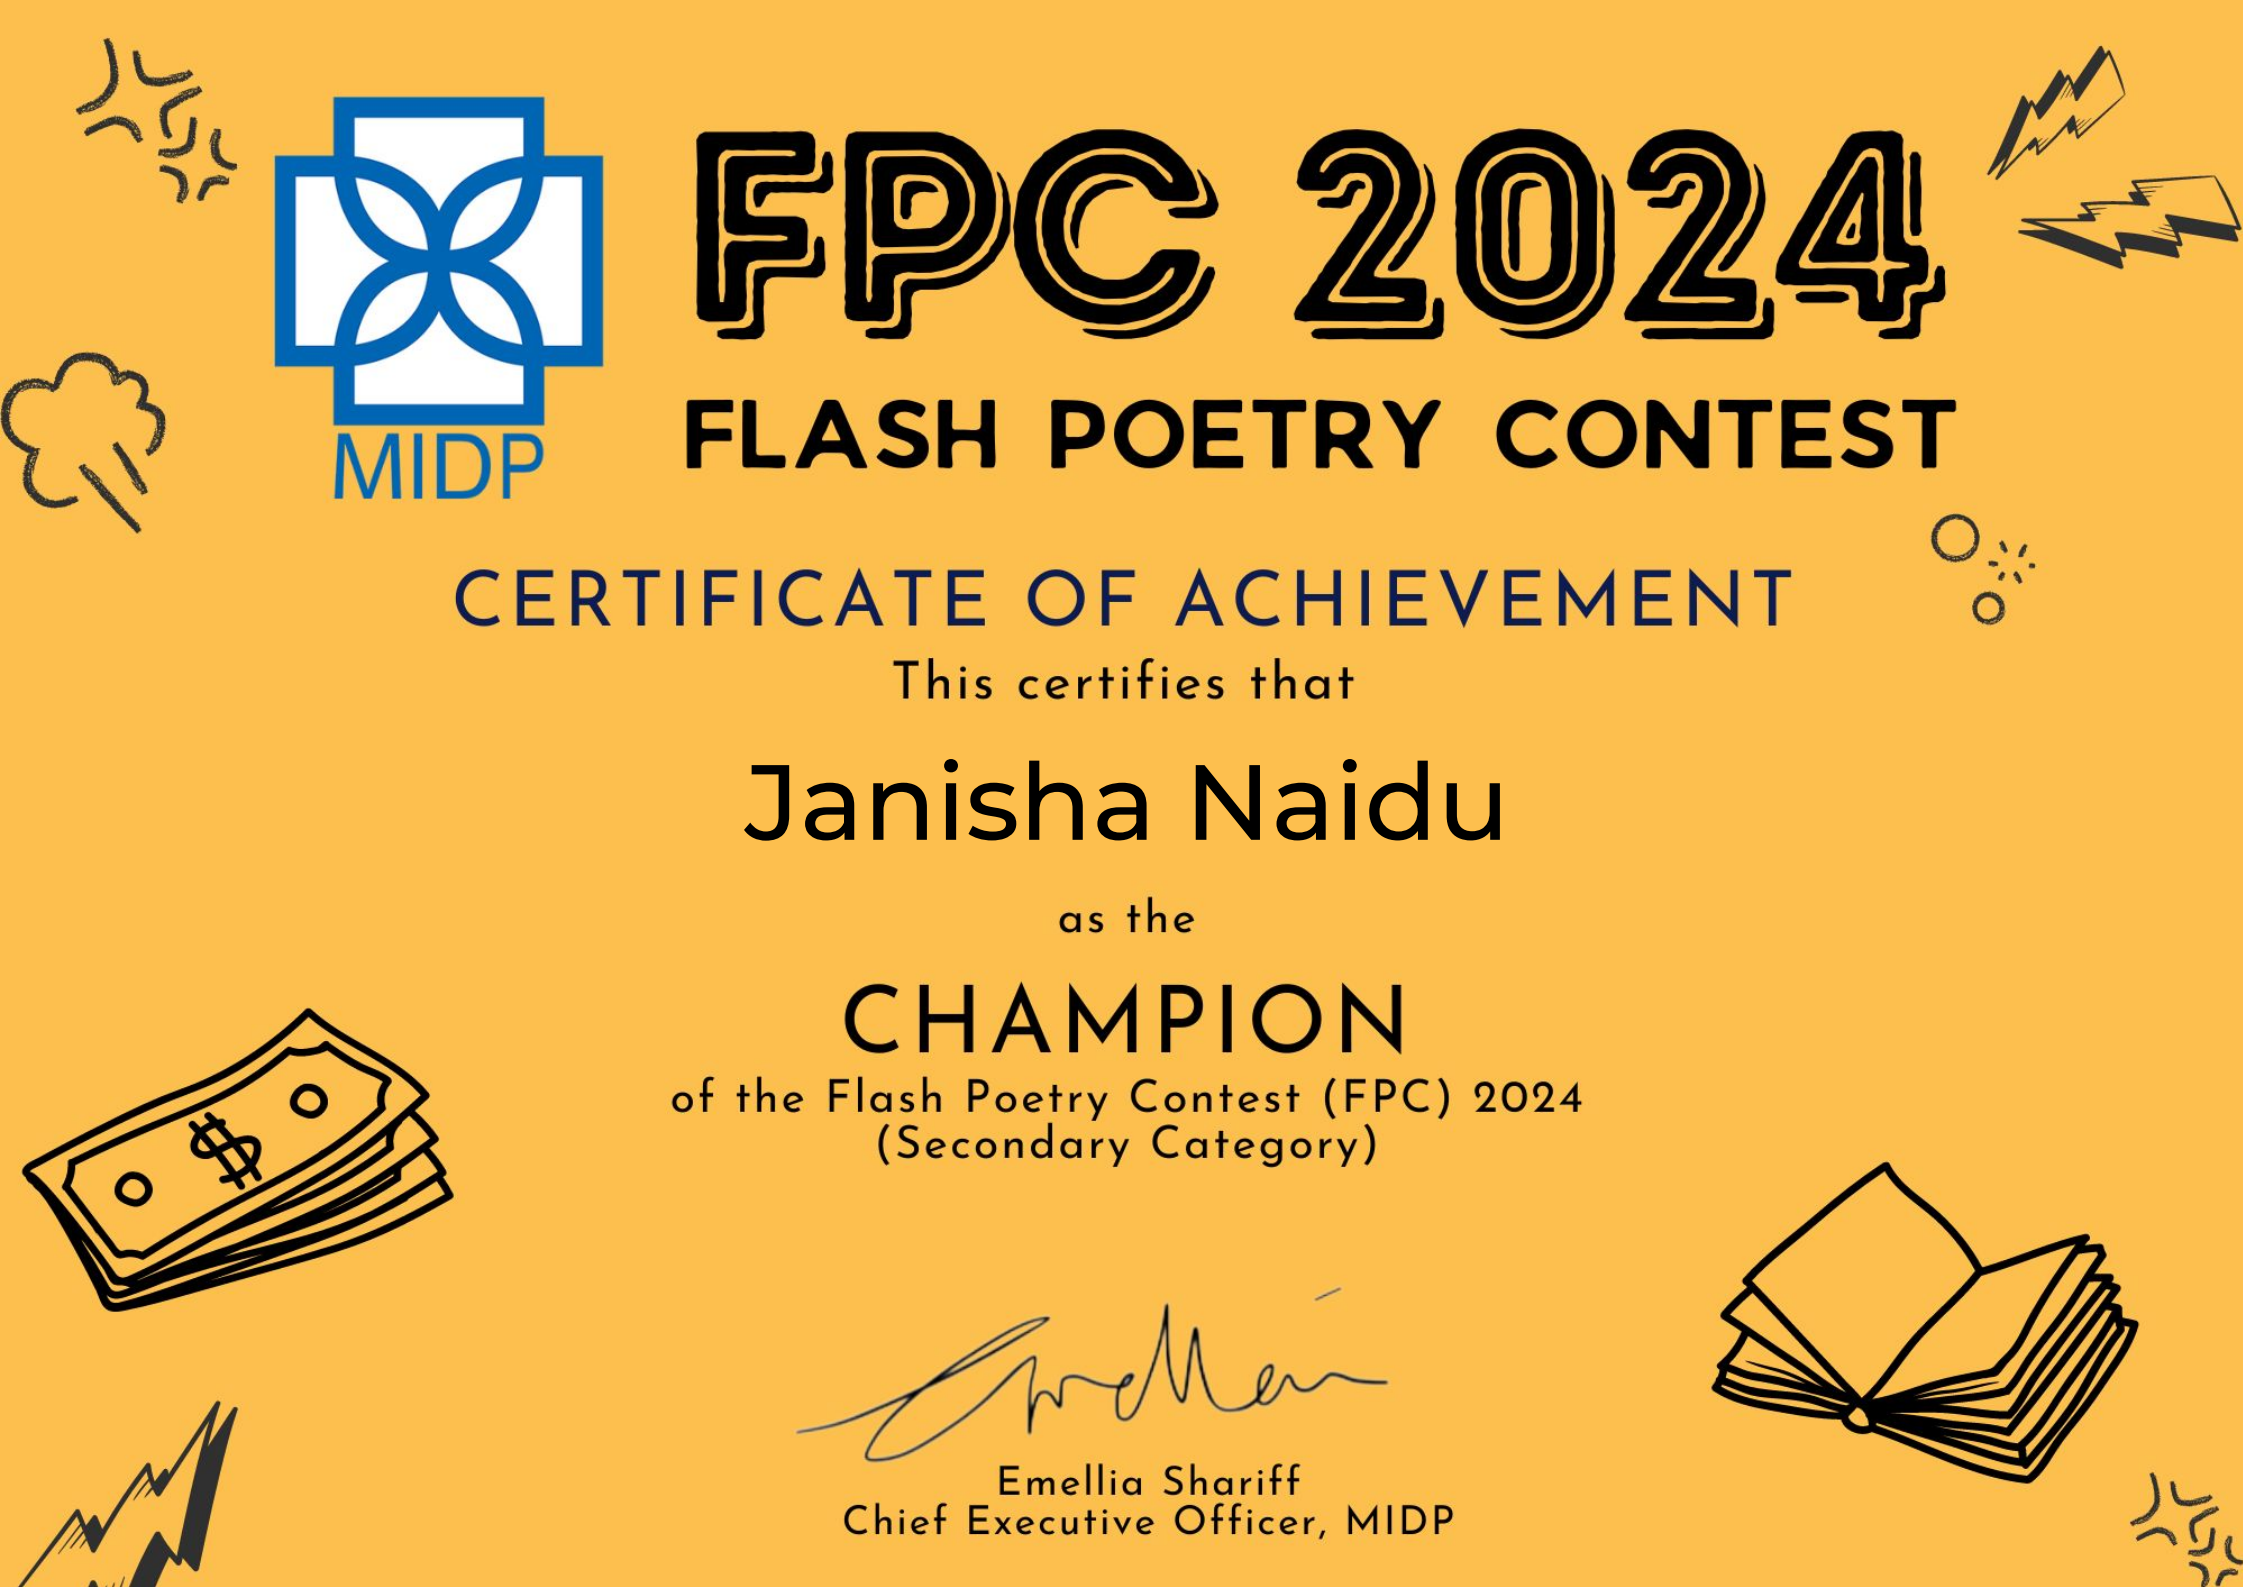 FPC 2024
MIDP
FLASH POETRY CONTEST
CERTIFICATE OF ACHIEVEMENT
This certifies that
Janisha Naidu
as the
CHAMPION
of the Flash Poetry Contest (FPC) 2024
(Secondary Category)
$
Emellia
Emellia Shariff
Chief Executive Officer, MIDP